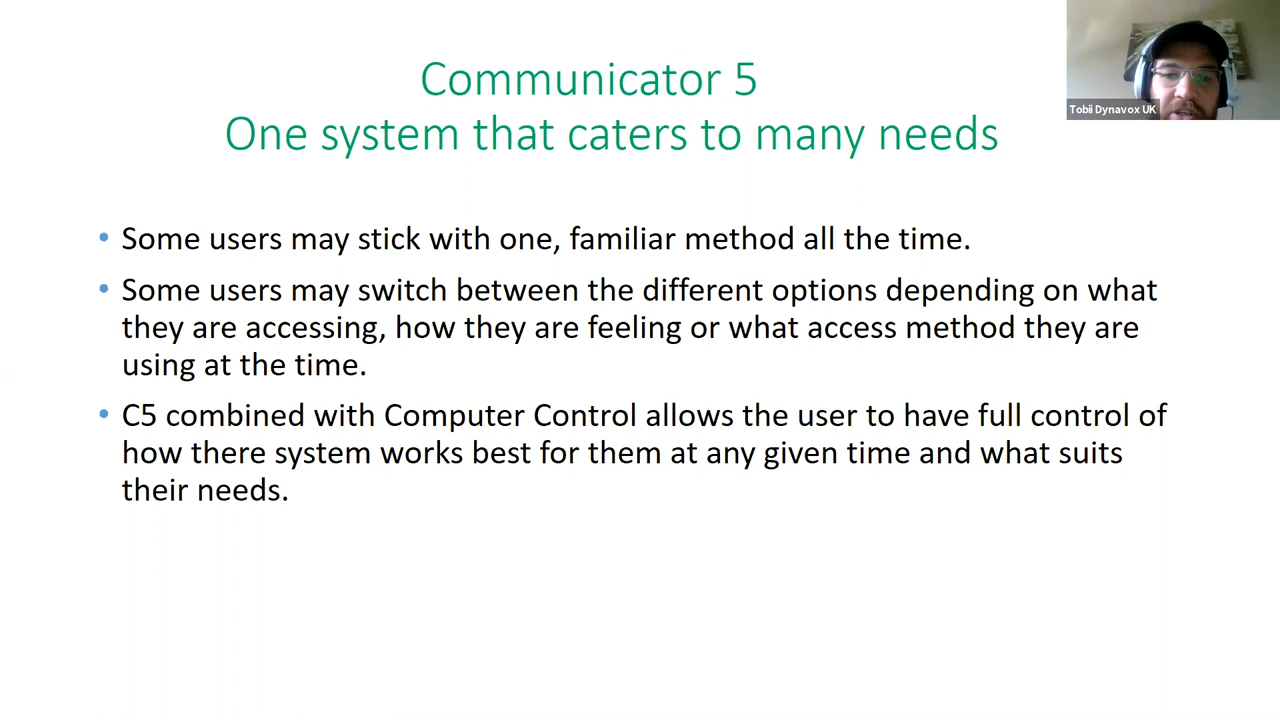 Communicator 5
One system that caters to many needs
Tobii Dynavox UK
• Some users may stick with one, familiar method all the time.
• Some users may switch between the different options depending on what
they are accessing, how they are feeling or what access method they are
using at the time.
• C5 combined with Computer Control allows the user to have full control of
how there system works best for them at any given time and what suits
their needs.